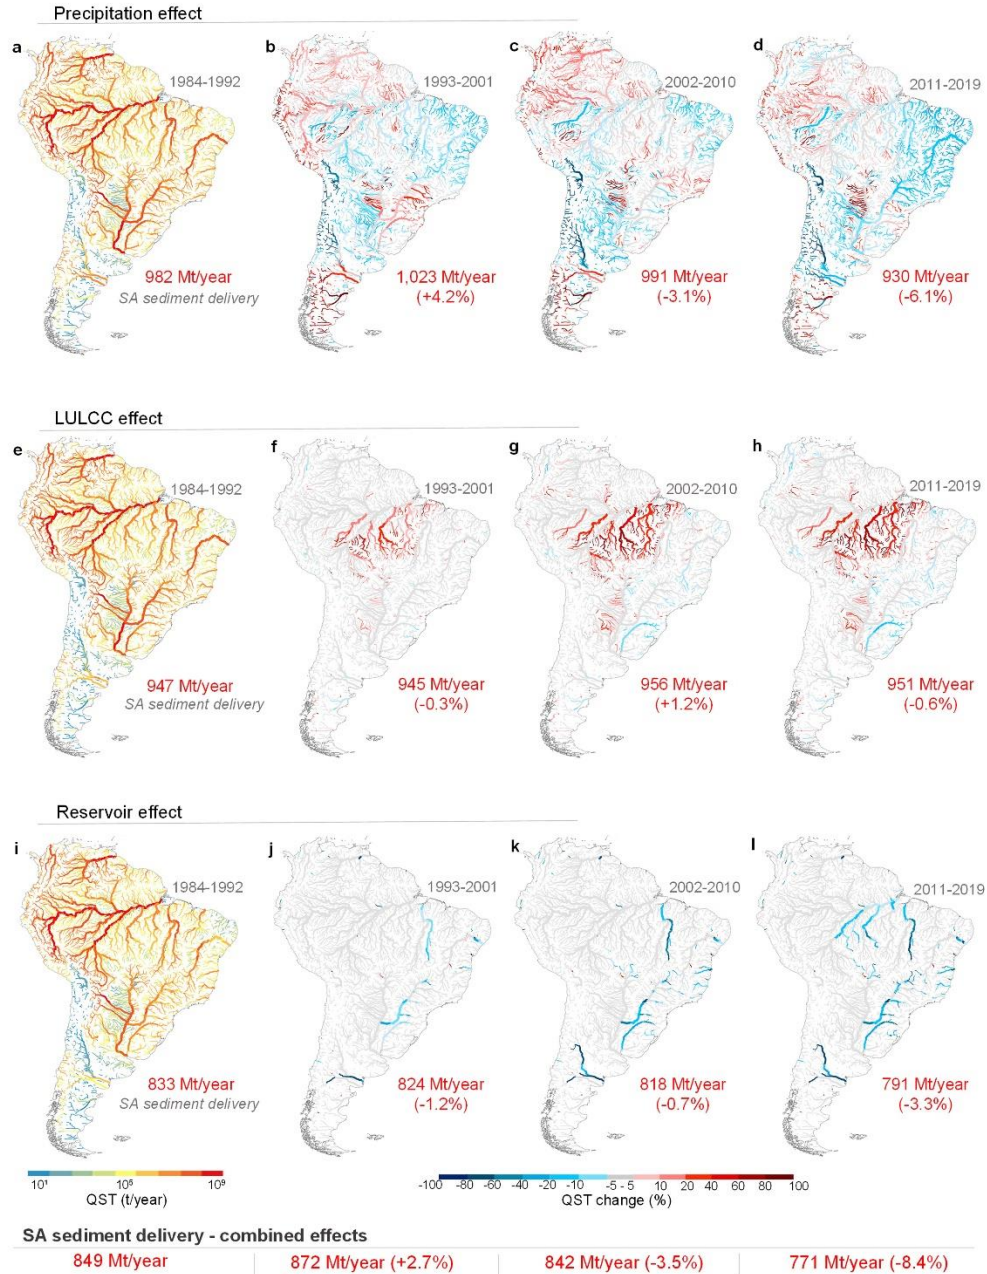 Precipitation effect
a
b
c
d
1984-1992
1993-2001
2002-2010
2011-2019
982 Mt/year
SA sediment delivery
1,023 Mt/year
(+4.2%)
991 Mt/year
(-3.1%)
930 Mt/year
(-6.1%)
LULCC effect
e
f
g
h
1984-1992
1993-2001
2002-2010
2011-2019
947 Mt/year
SA sediment delivery
945 Mt/year
(-0.3%)
956 Mt/year
(+1.2%)
951 Mt/year
(-0.6%)
Reservoir effect
i
j
k
l
1984-1992
1993-2001
2002-2010
2011-2019
833 Mt/year
SA sediment delivery
824 Mt/year
(-1.2%)
818 Mt/year
(-0.7%)
791 Mt/year
(-3.3%)
10¹ 10⁵ 10⁹
QST (t/year)
-100 -80 -60 -40 -20 -10 -5 - 5 10 20 40 60 80 100
QST change (%)
SA sediment delivery - combined effects
849 Mt/year 872 Mt/year (+2.7%) 842 Mt/year (-3.5%) 771 Mt/year (-8.4%)